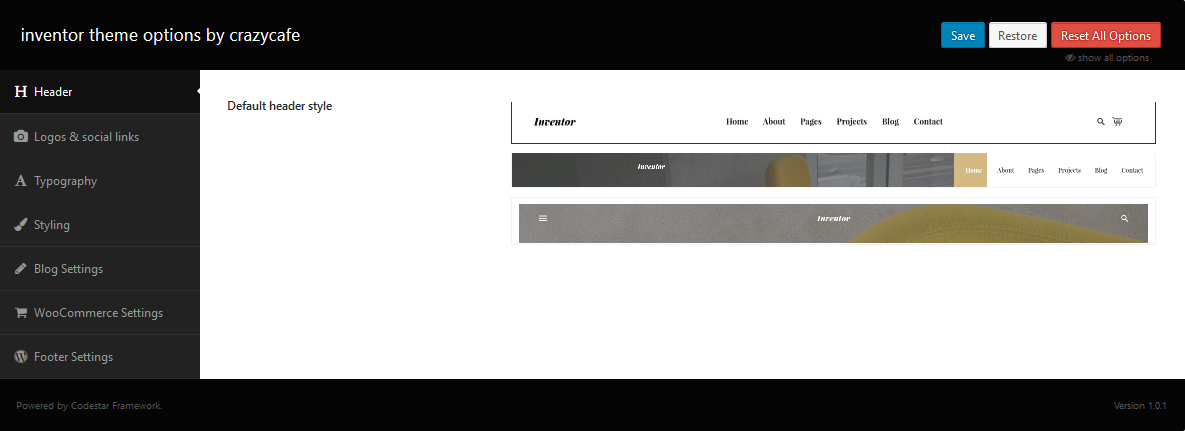 inventor theme options by crazycafe
Save Restore Reset All Options
show all options
Header
Logos & social links
Typography
Styling
Blog Settings
WooCommerce Settings
Footer Settings
Default header style
Inventor Home About Pages Projects Blog Contact
Inventor Home About Pages Projects Blog Contact
Inventor
Powered by Codestar Framework.
Version 1.0.1